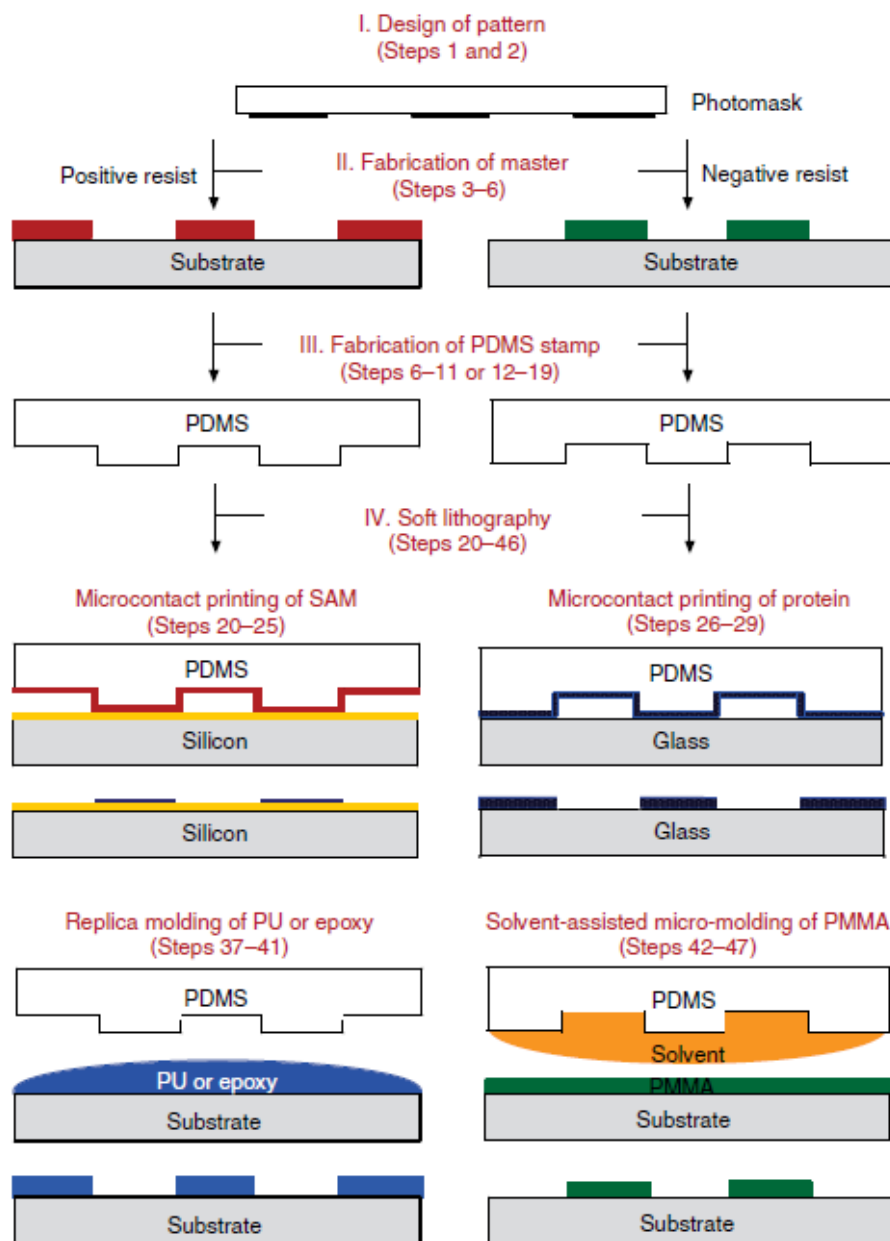 I. Design of pattern
(Steps 1 and 2)
Photomask
Positive resist
II. Fabrication of master
(Steps 3–6)
Negative resist
Substrate
Substrate
III. Fabrication of PDMS stamp
(Steps 6–11 or 12–19)
PDMS
PDMS
IV. Soft lithography
(Steps 20–46)
Microcontact printing of SAM
(Steps 20–25)
Microcontact printing of protein
(Steps 26–29)
PDMS
PDMS
Silicon
Glass
Silicon
Glass
Replica molding of PU or epoxy
(Steps 37–41)
Solvent-assisted micro-molding of PMMA
(Steps 42–47)
PDMS
PDMS
Solvent
PU or epoxy
PMMA
Substrate
Substrate
Substrate
Substrate